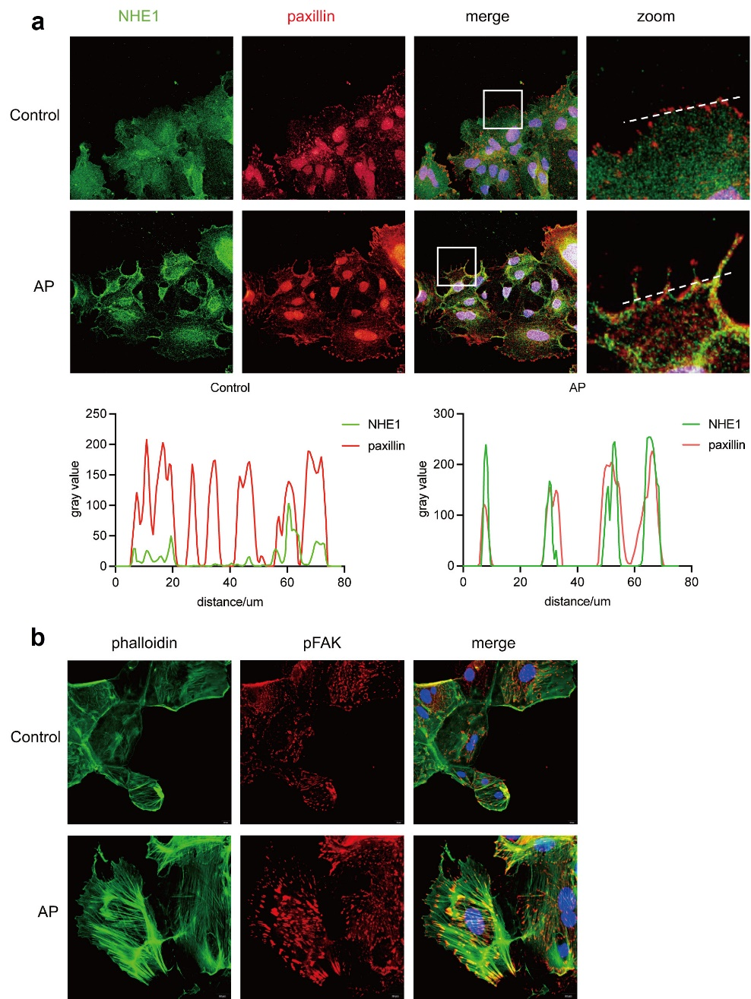 a
NHE1 paxillin merge zoom
Control
AP
Control AP
250
200
150
100
50
0
gray value
0 20 40 60 80
distance/um
NHE1
paxillin
300
200
100
0
gray value
0 20 40 60 80
distance/um
NHE1
paxillin
b
phalloidin pFAK merge
Control
AP